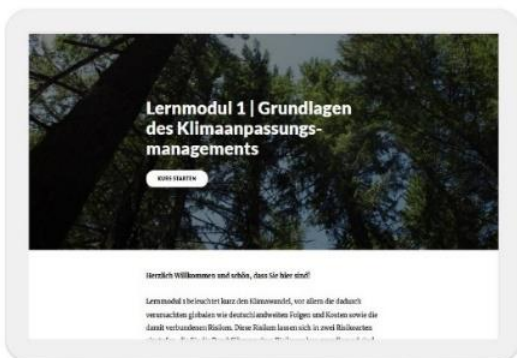 Lernmodul 1 | Grundlagen
des Klimaanpassungs-
managements
KURS STARTEN
Herzlich Willkommen und schön, dass Sie hier sind!
Lernmodul 1 beleuchtet kurz den Klimawandel, vor allem die dadurch
verursachten globalen wie deutschlandweiten Folgen und Kosten sowie die
damit verbundenen Risiken. Diese Risiken lassen sich in zwei Risikoarten